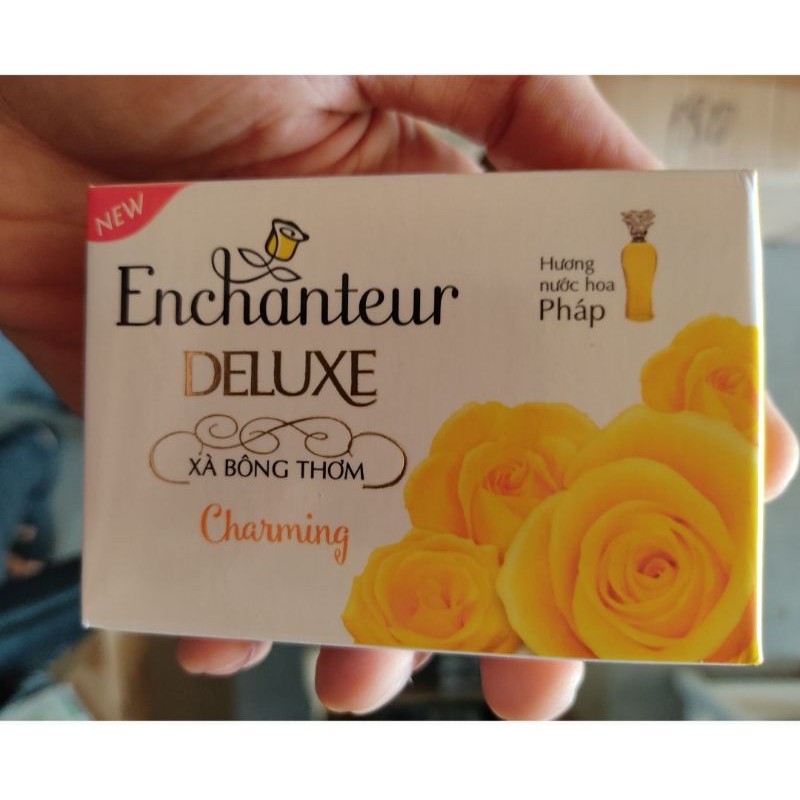 NEW
Enchanteur
DELUXE
XÀ BÔNG THƠM
Charming
Hương
nước hoa
Pháp